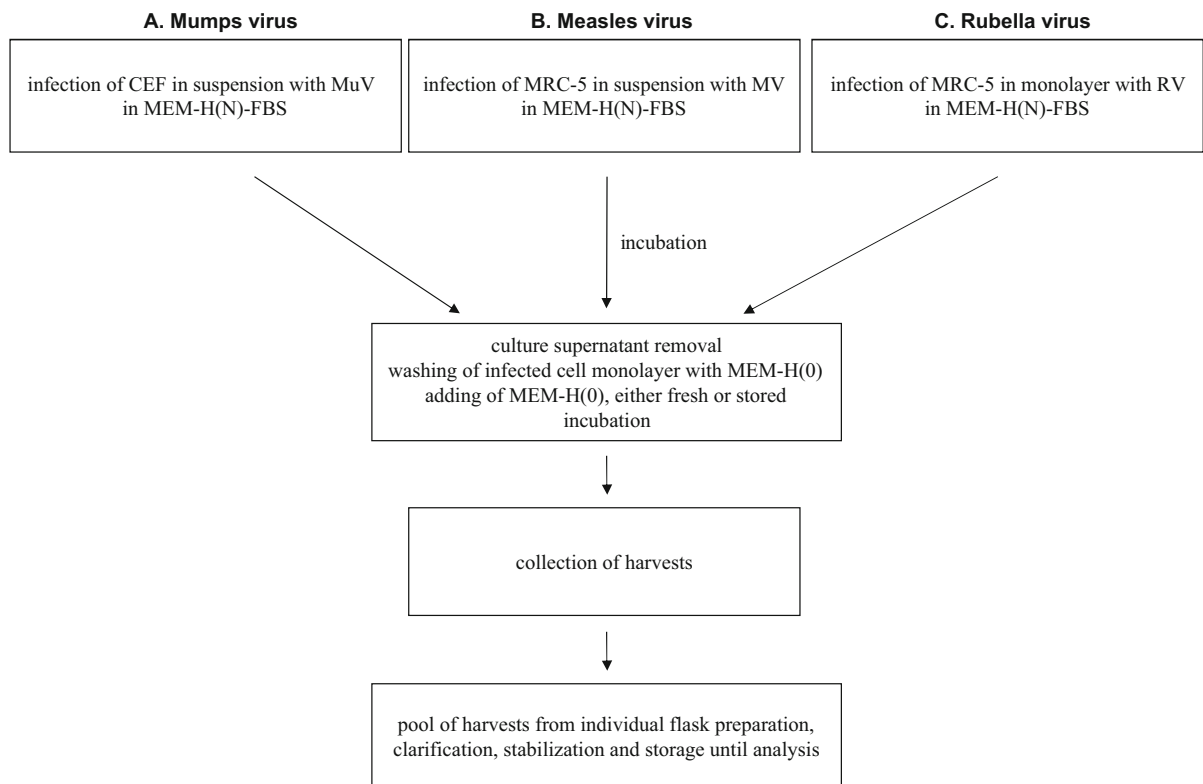 A. Mumps virus
infection of CEF in suspension with MuV
in MEM-H(N)-FBS
B. Measles virus
infection of MRC-5 in suspension with MV
in MEM-H(N)-FBS
C. Rubella virus
infection of MRC-5 in monolayer with RV
in MEM-H(N)-FBS
incubation
culture supernatant removal
washing of infected cell monolayer with MEM-H(0)
adding of MEM-H(0), either fresh or stored
incubation
collection of harvests
pool of harvests from individual flask preparation,
clarification, stabilization and storage until analysis